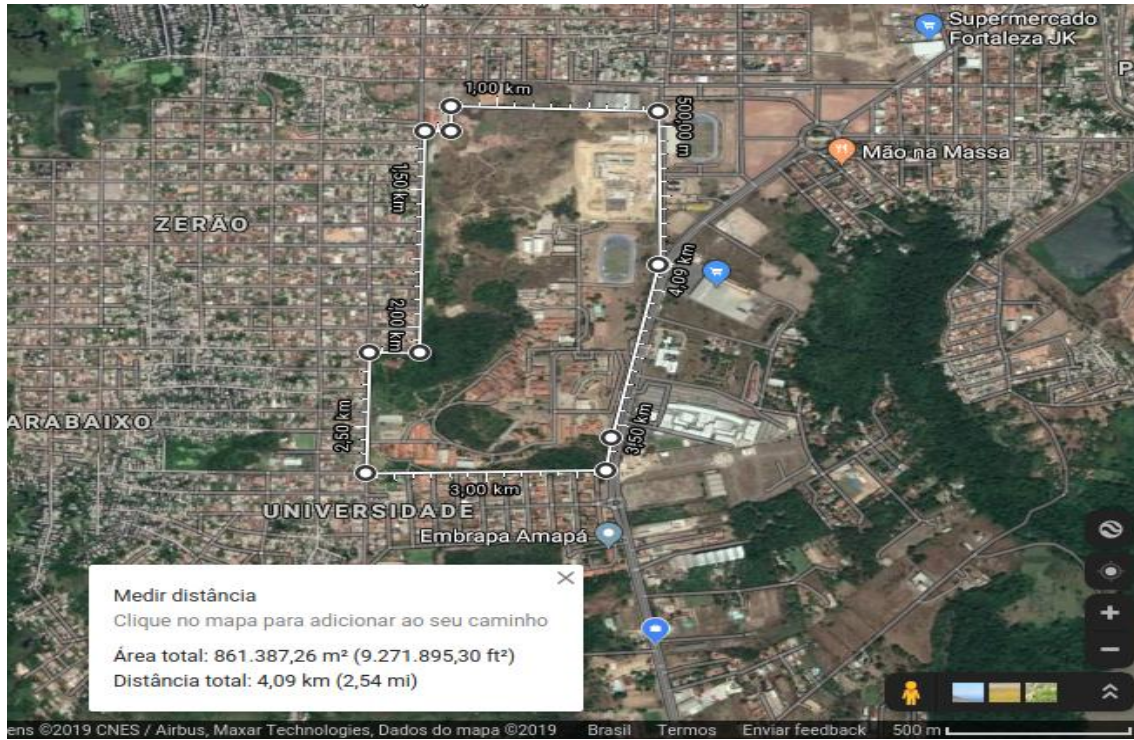 Supermercado
Fortaleza JK
P
1,00 km
500,00 m
1,50 km
Mão na Massa
ZERÃO
4,09 km
2,00 km
ARABAIXO
2,50 km
3,50 km
3,00 km
UNIVERSIDADE
Embrapa Amapá
Medir distância
Clique no mapa para adicionar ao seu caminho
Área total: 861.387,26 m² (9.271.895,30 ft²)
Distância total: 4,09 km (2,54 mi)
ens ©2019 CNES / Airbus, Maxar Technologies, Dados do mapa ©2019 Brasil Termos Enviar feedback 500 m